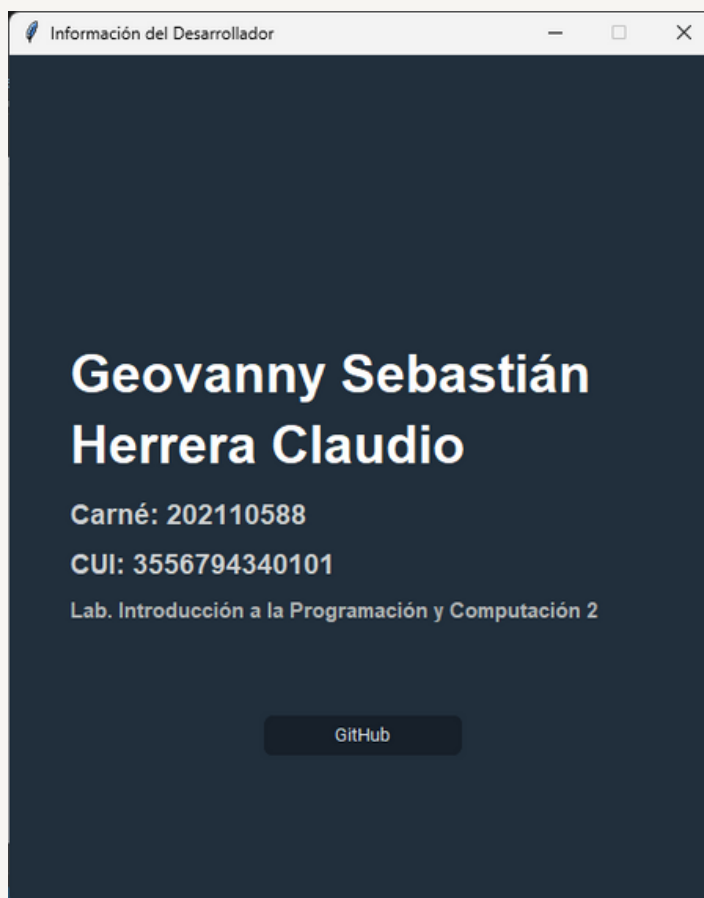 Información del Desarrollador
Geovanny Sebastián
Herrera Claudio
Carné: 202110588
CUI: 3556794340101
Lab. Introducción a la Programación y Computación 2
GitHub